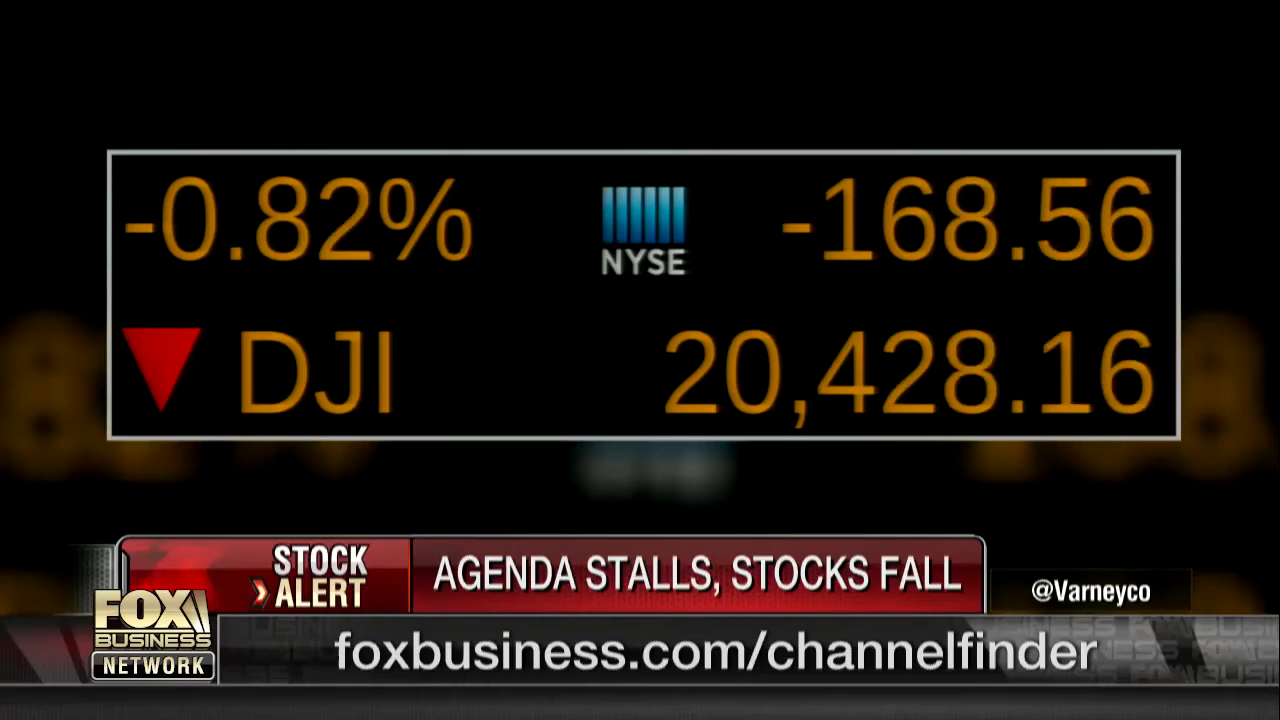 -0.82%
NYSE
-168.56
DJI
20,428.16
STOCK
ALERT
AGENDA STALLS, STOCKS FALL
@Varneyco
FOX
BUSINESS
NETWORK
foxbusiness.com/channelfinder